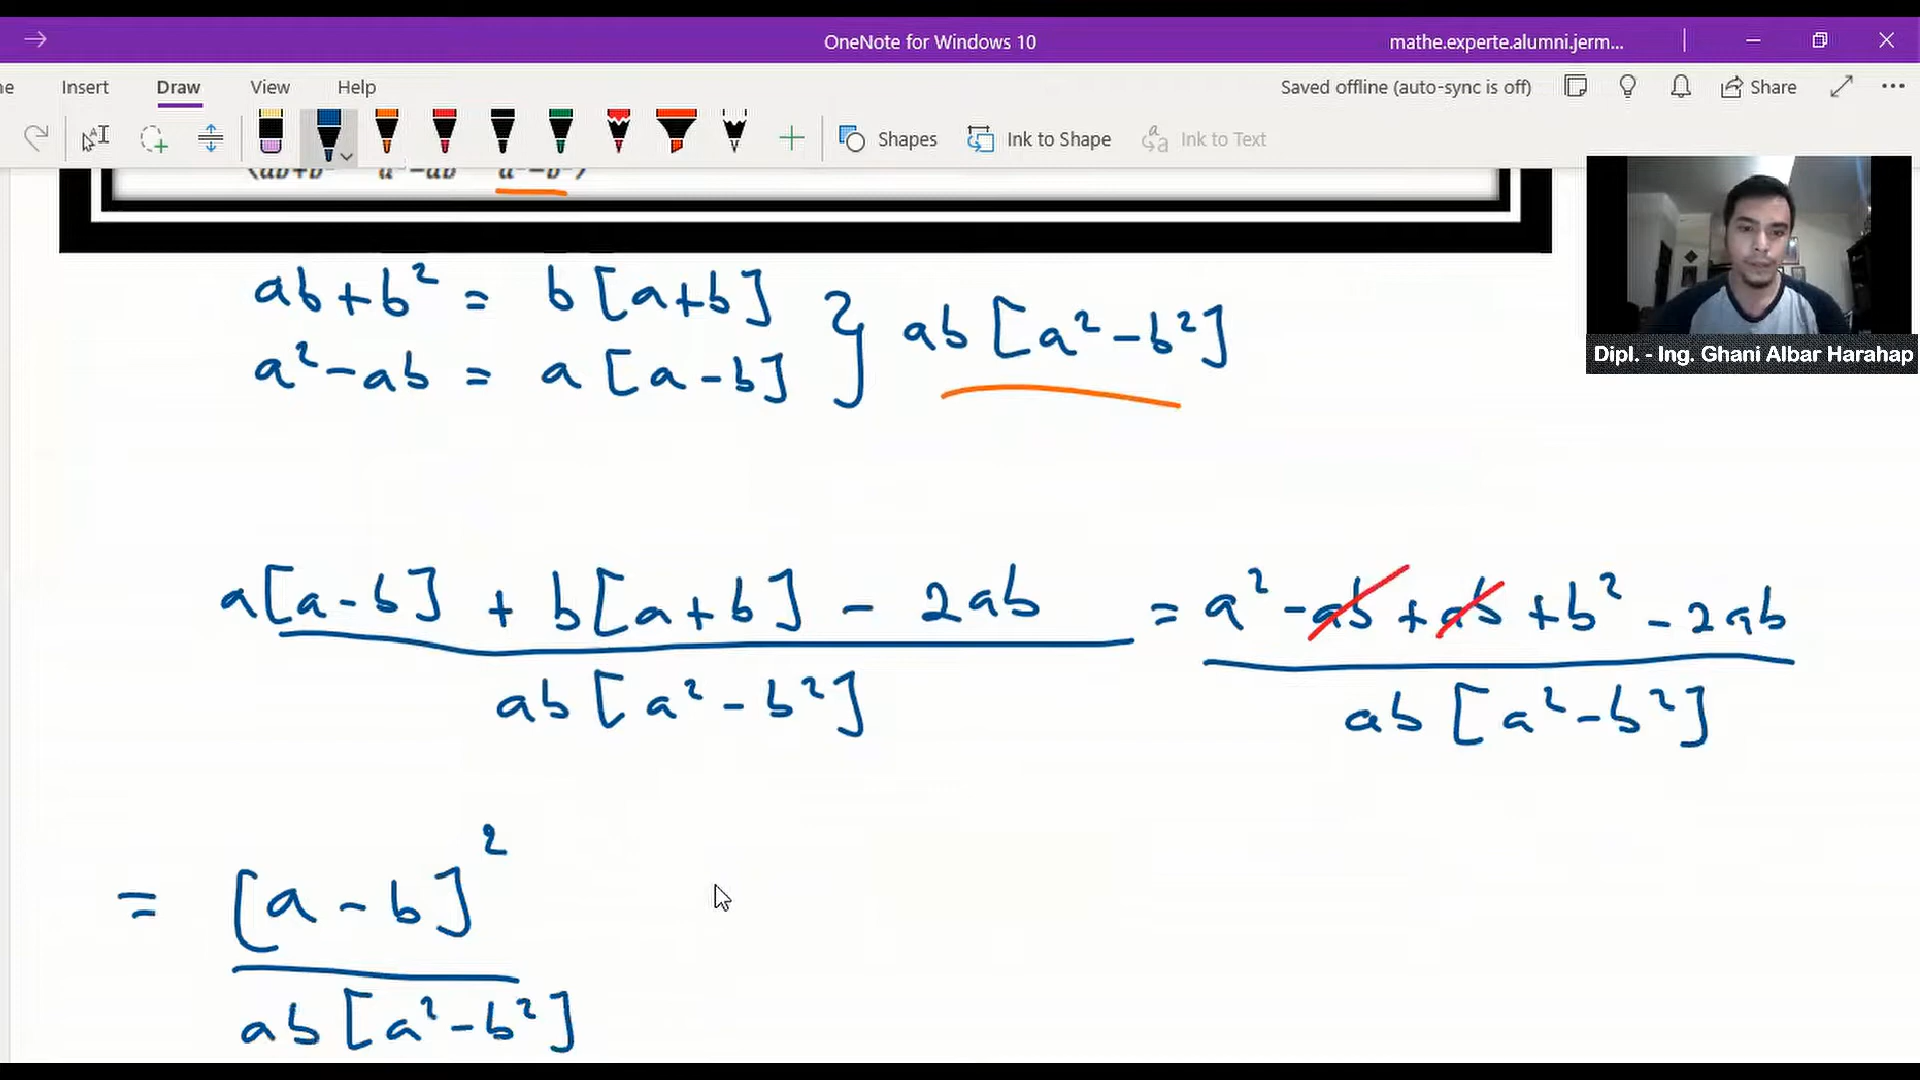 OneNote for Windows 10 mathe.experte.alumni.jerm...
Insert Draw View Help Saved offline (auto-sync is off) Share
Shapes Ink to Shape Ink to Text
ab+b² = b[a+b]
a²-ab = a[a-b]
} ab[a²-b²]
Dipl. - Ing. Ghani Albar Harahap
a[a-b] + b[a+b] - 2ab = a² - ab + ab + b² - 2ab
ab[a²-b²] ab[a²-b²]
= [a-b]²
ab[a²-b²]